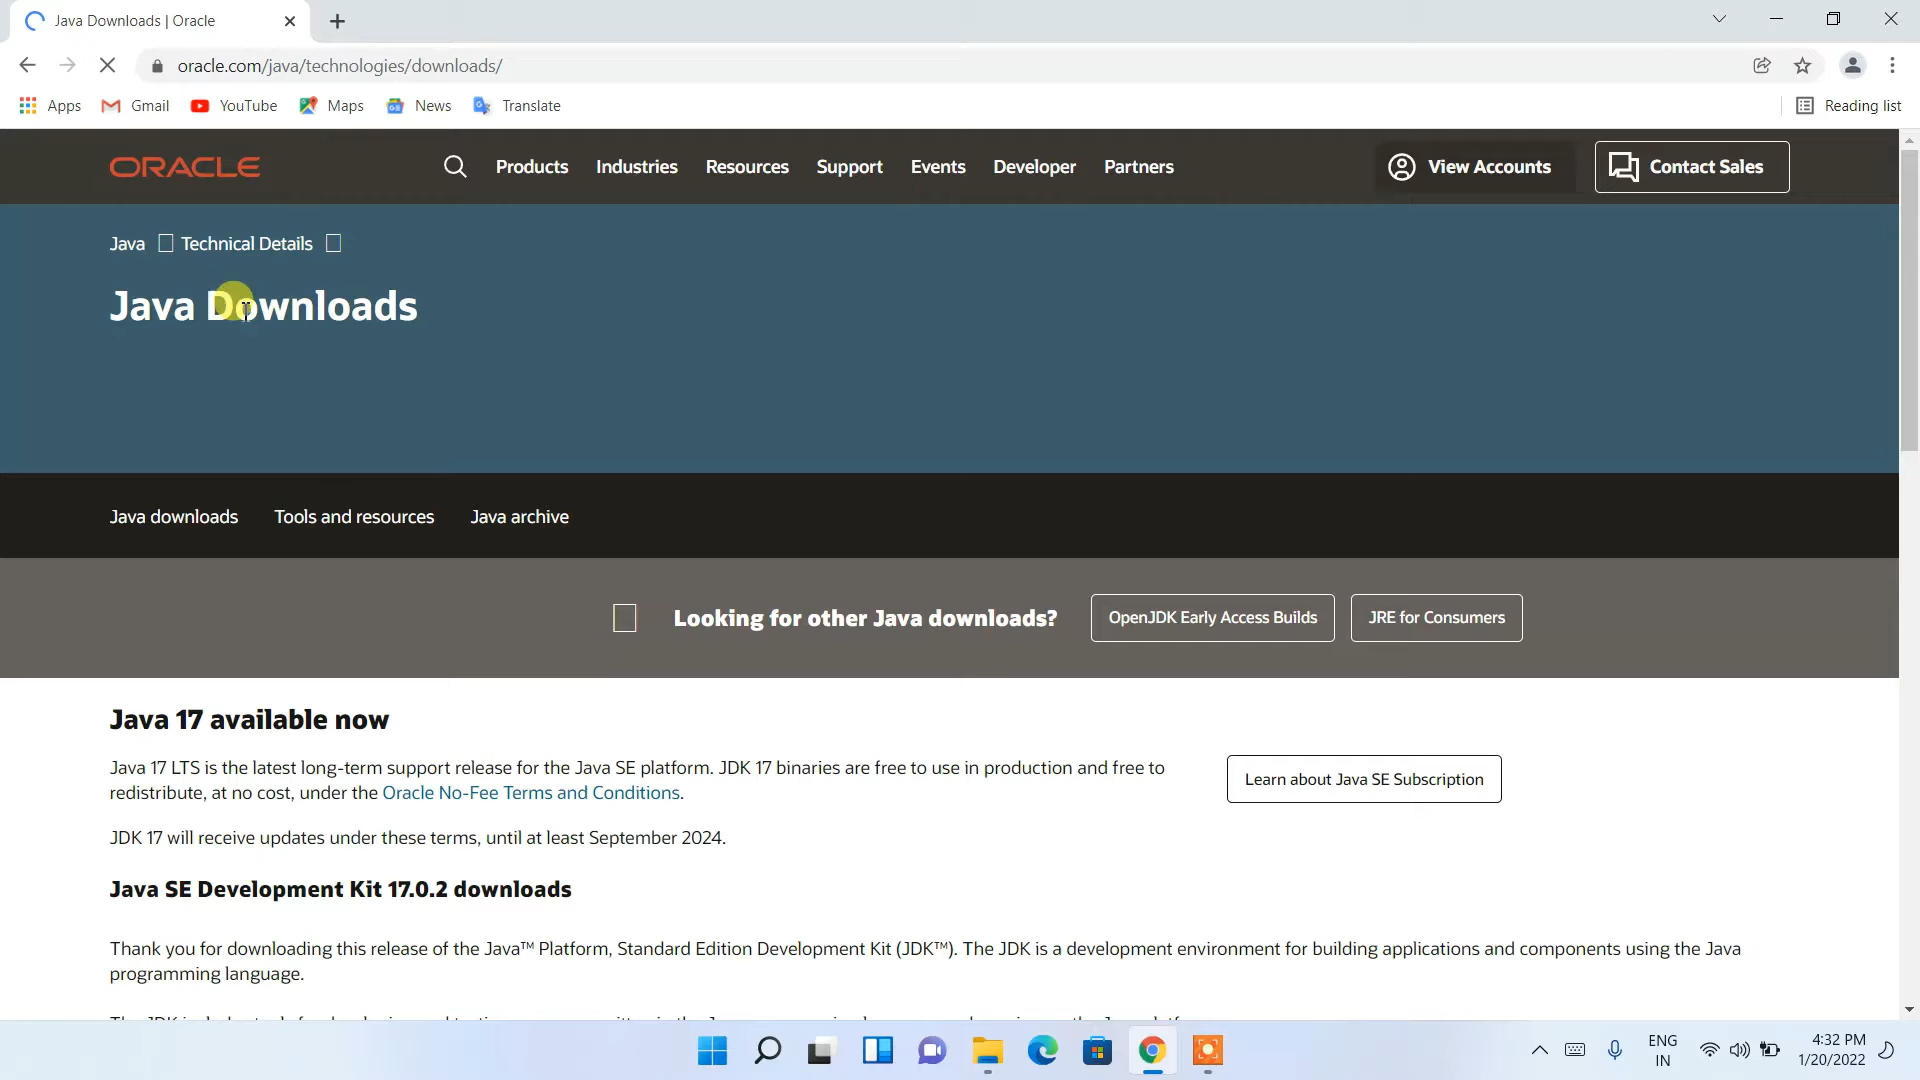 Java Downloads | Oracle
oracle.com/java/technologies/downloads/
Apps Gmail YouTube Maps News Translate Reading list
ORACLE Products Industries Resources Support Events Developer Partners View Accounts Contact Sales
Java Technical Details
Java Downloads
Java downloads Tools and resources Java archive
Looking for other Java downloads? OpenJDK Early Access Builds JRE for Consumers
Java 17 available now
Java 17 LTS is the latest long-term support release for the Java SE platform. JDK 17 binaries are free to use in production and free to
redistribute, at no cost, under the Oracle No-Fee Terms and Conditions.
Learn about Java SE Subscription
JDK 17 will receive updates under these terms, until at least September 2024.
Java SE Development Kit 17.0.2 downloads
Thank you for downloading this release of the Java™ Platform, Standard Edition Development Kit (JDK™). The JDK is a development environment for building applications and components using the Java
programming language.
ENG
IN
4:32 PM
1/20/2022